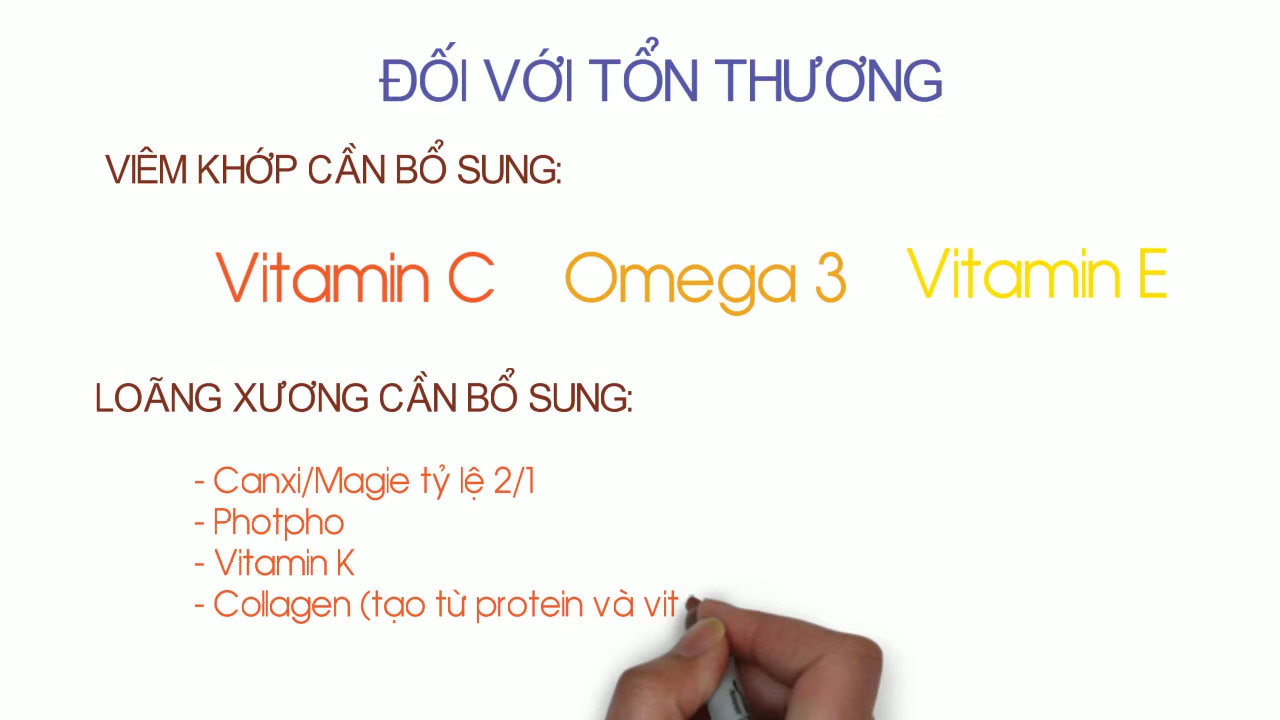 ĐỐI VỚI TỔN THƯƠNG
VIÊM KHỚP CẦN BỔ SUNG:
Vitamin C Omega 3 Vitamin E
LOÃNG XƯƠNG CẦN BỔ SUNG:
- Canxi/Magie tỷ lệ 2/1
- Photpho
- Vitamin K
- Collagen (tạo từ protein và vit